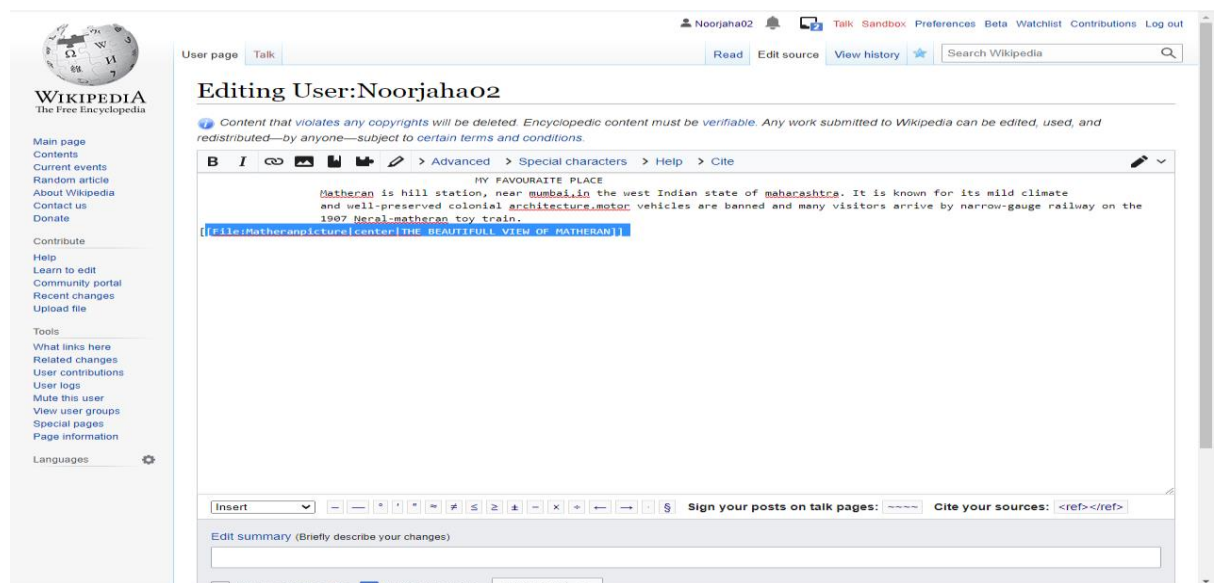 Noorjaha02 Talk Sandbox Preferences Beta Watchlist Contributions Log out
User page Talk Read Edit source View history Search Wikipedia
WIKIPEDIA
The Free Encyclopedia
Main page
Contents
Current events
Random article
About Wikipedia
Contact us
Donate
Contribute
Help
Learn to edit
Community portal
Recent changes
Upload file
Tools
What links here
Related changes
User contributions
User logs
Mute this user
View user groups
Special pages
Page information
Languages
Editing User:Noorjaha02
Content that violates any copyrights will be deleted. Encyclopedic content must be verifiable. Any work submitted to Wikipedia can be edited, used, and
redistributed—by anyone—subject to certain terms and conditions.
B I > Advanced > Special characters > Help > Cite
MY FAVOURAITE PLACE
Matheran is hill station, near mumbai,in the west Indian state of maharashtra. It is known for its mild climate
and well-preserved colonial architecture.motor vehicles are banned and many visitors arrive by narrow-gauge railway on the
1907 Neral-matheran toy train.
[[File:Matheranpicture|center|THE BEAUTIFULL VIEW OF MATHERAN]]
Insert – — ° ′ ″ ≈ ≠ ≤ ≥ ± − × ÷ ← → · § Sign your posts on talk pages: ~~~~ Cite your sources: <ref></ref>
Edit summary (Briefly describe your changes)